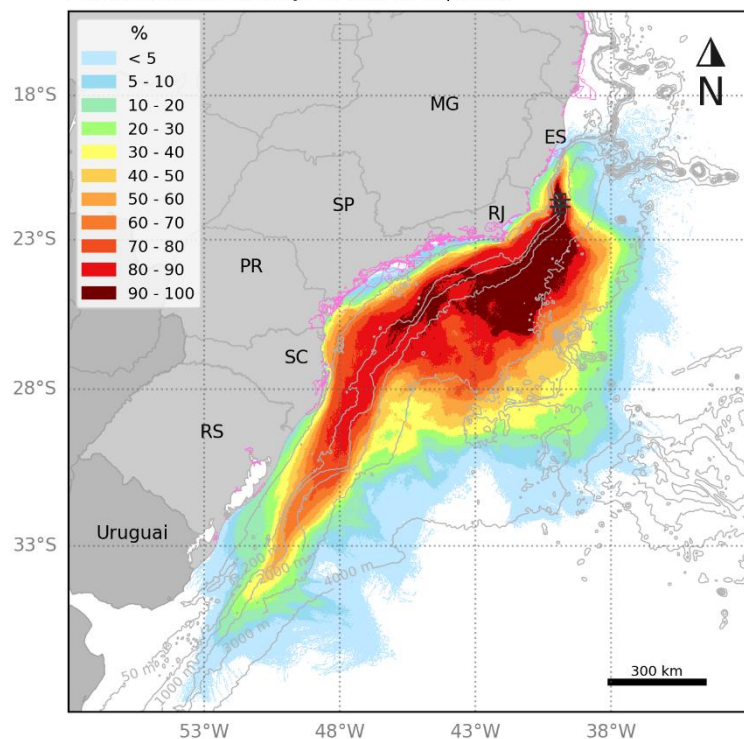 %
< 5
5 - 10
10 - 20
20 - 30
30 - 40
40 - 50
50 - 60
60 - 70
70 - 80
80 - 90
90 - 100
N
18°S
23°S
28°S
33°S
MG
ES
SP
RJ
PR
SC
RS
Uruguai
200 m
2000 m
4000 m
3000 m
50 m
1000 m
300 km
53°W
48°W
43°W
38°W